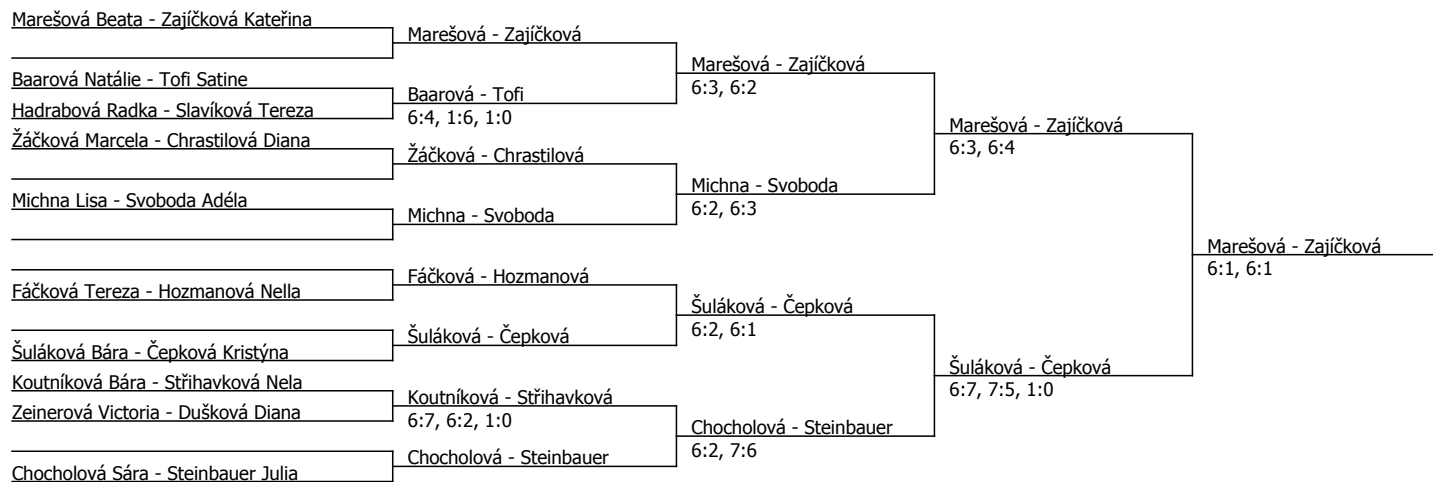 Marešová Beata - Zajíčková Kateřina
Baarová Natálie - Tofi Satine
Hadrabová Radka - Slavíková Tereza
Žáčková Marcela - Chrastilová Diana
Michna Lisa - Svoboda Adéla
Fáčková Tereza - Hozmanová Nella
Šuláková Bára - Čepková Kristýna
Koutníková Bára - Střihavková Nela
Zeinerová Victoria - Dušková Diana
Chocholová Sára - Steinbauer Julia
Marešová - Zajíčková
Baarová - Tofi
6:4, 1:6, 1:0
Žáčková - Chrastilová
Michna - Svoboda
Fáčková - Hozmanová
Šuláková - Čepková
Koutníková - Střihavková
6:7, 6:2, 1:0
Chocholová - Steinbauer
Marešová - Zajíčková
6:3, 6:2
Michna - Svoboda
6:2, 6:3
Šuláková - Čepková
6:2, 6:1
Chocholová - Steinbauer
6:2, 7:6
Marešová - Zajíčková
6:3, 6:4
Šuláková - Čepková
6:7, 7:5, 1:0
Marešová - Zajíčková
6:1, 6:1